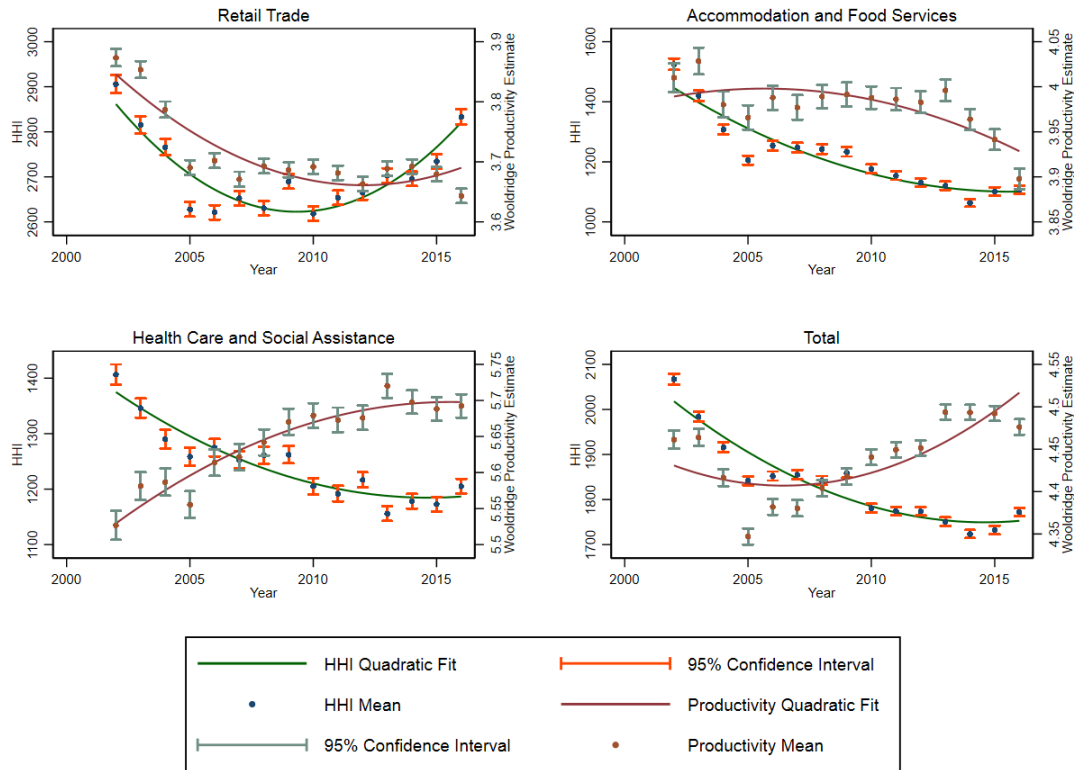 Retail Trade
3000
2900
2800
2700
2600
HHI
3.9
3.8
3.7
3.6
Wooldridge Productivity Estimate
2000
2005
2010
2015
Year
Accommodation and Food Services
1600
1400
1200
1000
HHI
4.05
4
3.95
3.9
3.85
Wooldridge Productivity Estimate
2000
2005
2010
2015
Year
Health Care and Social Assistance
1400
1300
1200
1100
HHI
5.75
5.7
5.65
5.6
5.55
5.5
Wooldridge Productivity Estimate
2000
2005
2010
2015
Year
Total
2100
2000
1900
1800
1700
HHI
4.55
4.5
4.45
4.4
4.35
Wooldridge Productivity Estimate
2000
2005
2010
2015
Year
HHI Quadratic Fit
95% Confidence Interval
HHI Mean
Productivity Quadratic Fit
95% Confidence Interval
Productivity Mean